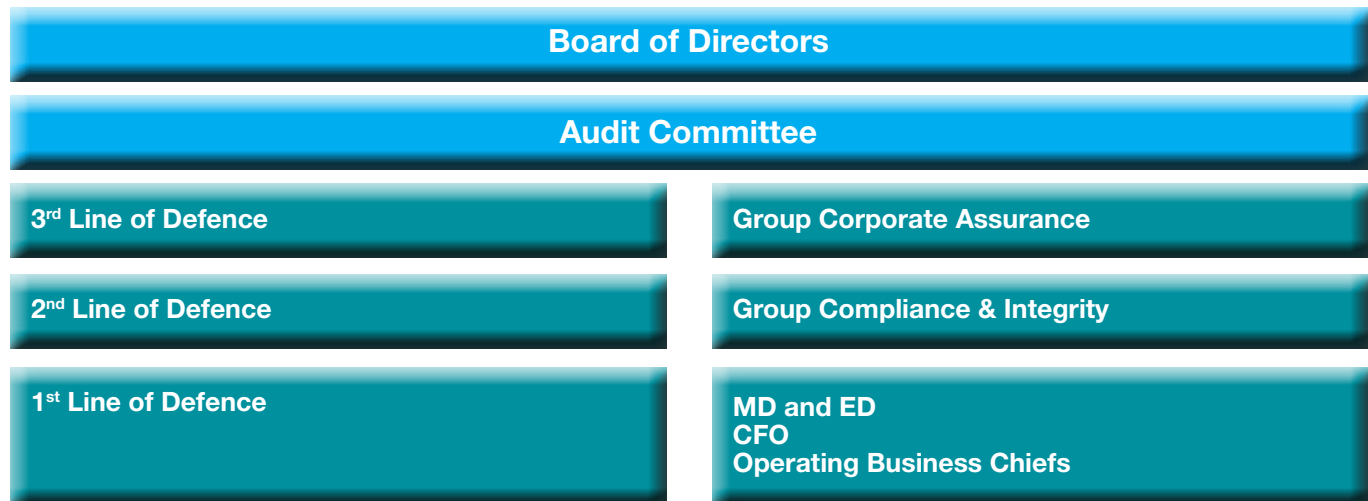 Board of Directors
Audit Committee
3rd Line of Defence
Group Corporate Assurance
2nd Line of Defence
Group Compliance & Integrity
1st Line of Defence
MD and ED
CFO
Operating Business Chiefs